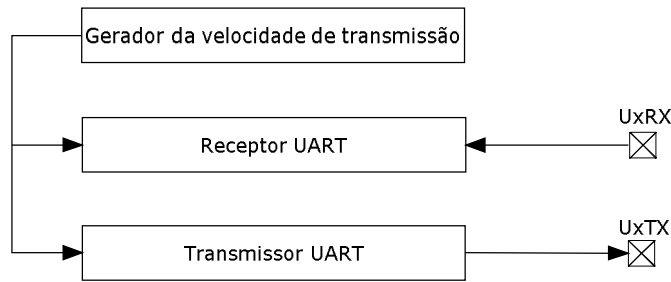 Gerador da velocidade de transmissão
UxRX
Receptor UART
UxTX
Transmissor UART